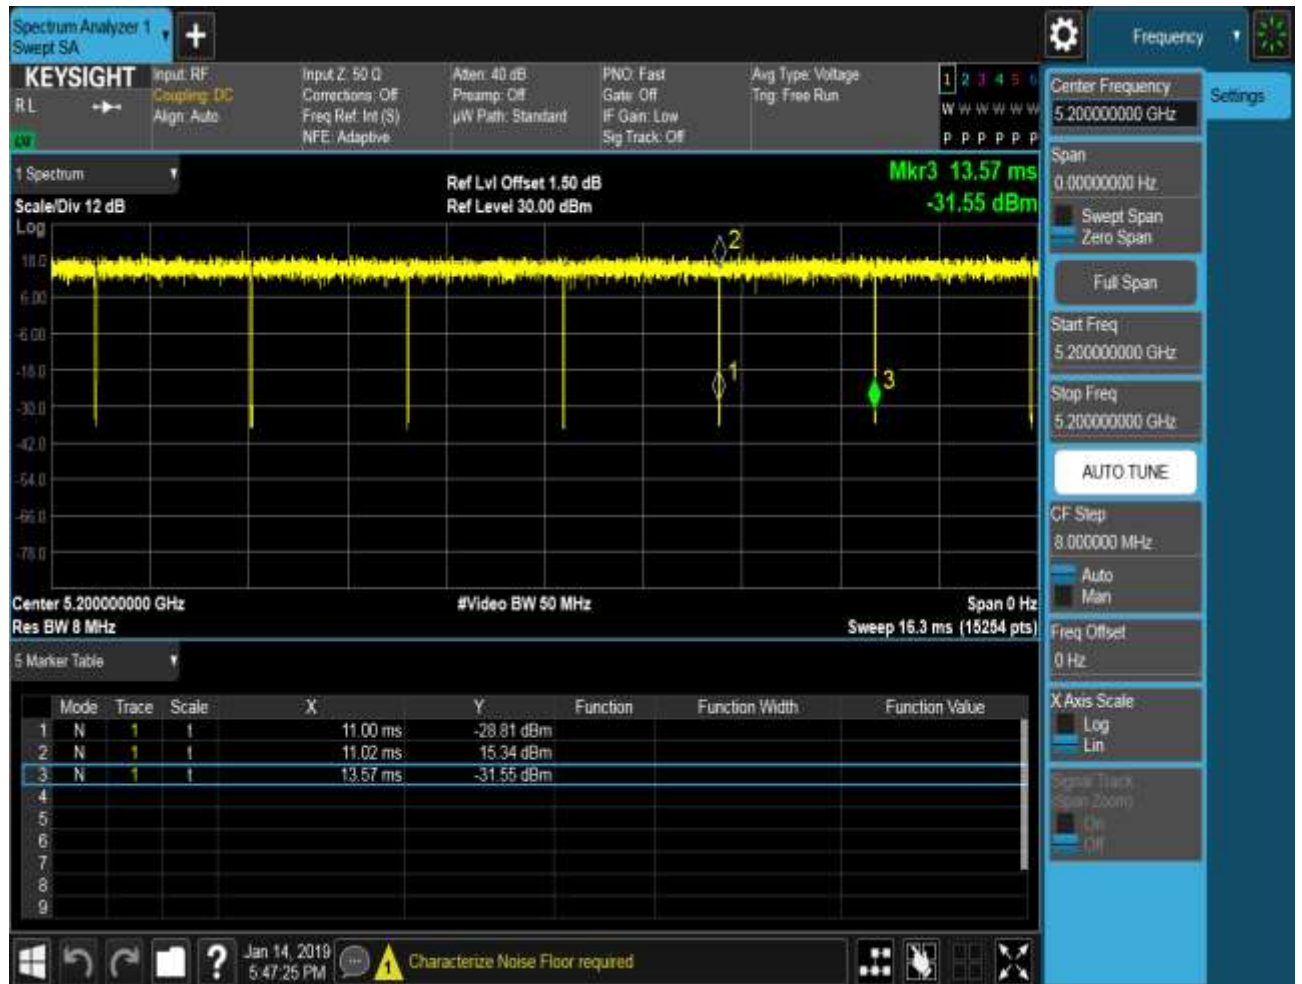 Spectrum Analyzer 1
Swept SA
+
Frequency
KEYSIGHT
Input: RF
Input Z: 50 Ω
Atten: 40 dB
PNO: Fast
Avg Type: Voltage
1 2 3 4 5 6
R L
Coupling: DC
Corrections: Off
Preamp: Off
Gate: Off
Trig: Free Run
W W W W W W
Align: Auto
Freq Ref: Int (S)
µW Path: Standard
IF Gain: Low
NFE: Adaptive
Sig Track: Off
P P P P P P
1 Spectrum
Ref Lvl Offset 1.50 dB
Mkr3 13.57 ms
Scale/Div 12 dB
Ref Level 30.00 dBm
-31.55 dBm
Log
18.0
6.00
-6.00
-18.0
-30.0
-42.0
-54.0
-66.0
-78.0
2
1
3
Center 5.200000000 GHz
#Video BW 50 MHz
Span 0 Hz
Res BW 8 MHz
Sweep 16.3 ms (15254 pts)
5 Marker Table
Mode Trace Scale X Y Function Function Width Function Value
1 N 1 t 11.00 ms -28.81 dBm
2 N 1 t 11.02 ms 15.34 dBm
3 N 1 t 13.57 ms -31.55 dBm
4
5
6
7
8
9
?
Jan 14, 2019
5:47:25 PM
1
Characterize Noise Floor required
Settings
Center Frequency
5.200000000 GHz
Span
0.00000000 Hz
Swept Span
Zero Span
Full Span
Start Freq
5.200000000 GHz
Stop Freq
5.200000000 GHz
AUTO TUNE
CF Step
8.000000 MHz
Auto
Man
Freq Offset
0 Hz
X Axis Scale
Log
Lin
Signal Track
(Span Zoom)
On
Off